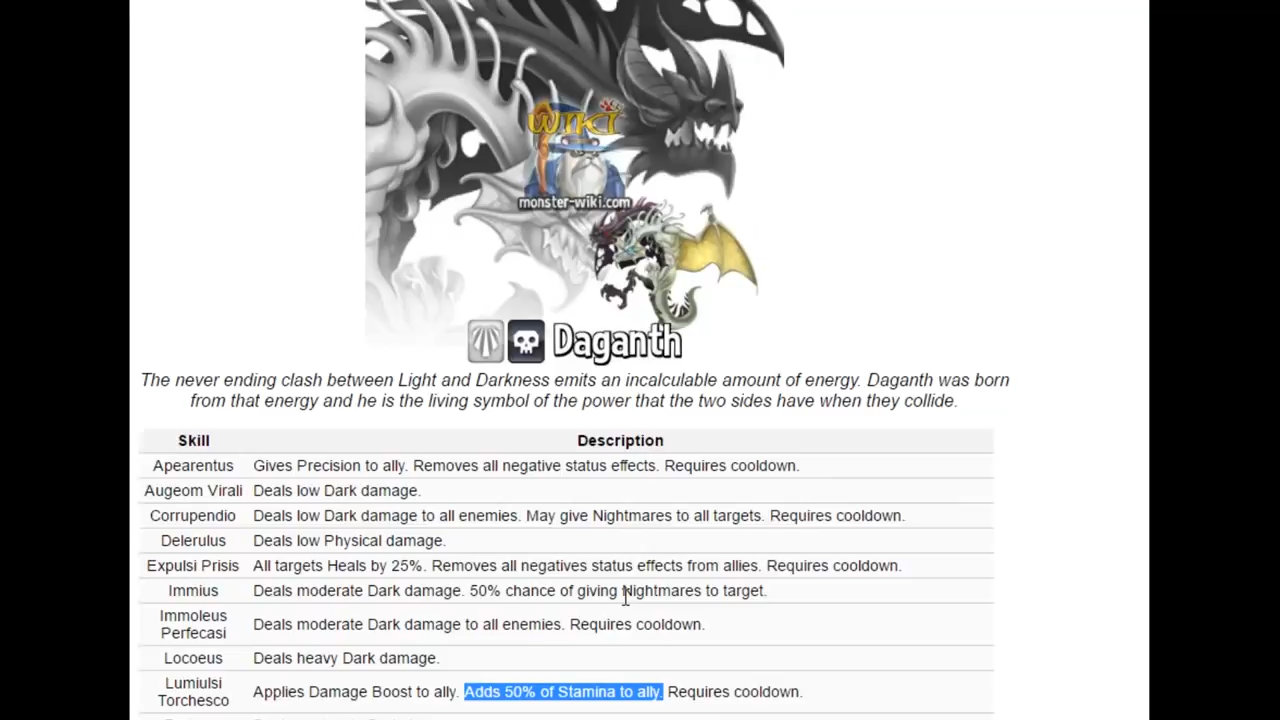 WIKI
monster-wiki.com
Daganth
The never ending clash between Light and Darkness emits an incalculable amount of energy. Daganth was born
from that energy and he is the living symbol of the power that the two sides have when they collide.
Skill Description
Apearentus Gives Precision to ally. Removes all negative status effects. Requires cooldown.
Augeom Virali Deals low Dark damage.
Corrupendio Deals low Dark damage to all enemies. May give Nightmares to all targets. Requires cooldown.
Delerulus Deals low Physical damage.
Expulsi Prisis All targets Heals by 25%. Removes all negatives status effects from allies. Requires cooldown.
Immius Deals moderate Dark damage. 50% chance of giving Nightmares to target.
Immoleus
Perfecasi Deals moderate Dark damage to all enemies. Requires cooldown.
Locoeus Deals heavy Dark damage.
Lumiulsi
Torchesco Applies Damage Boost to ally. Adds 50% of Stamina to ally. Requires cooldown.